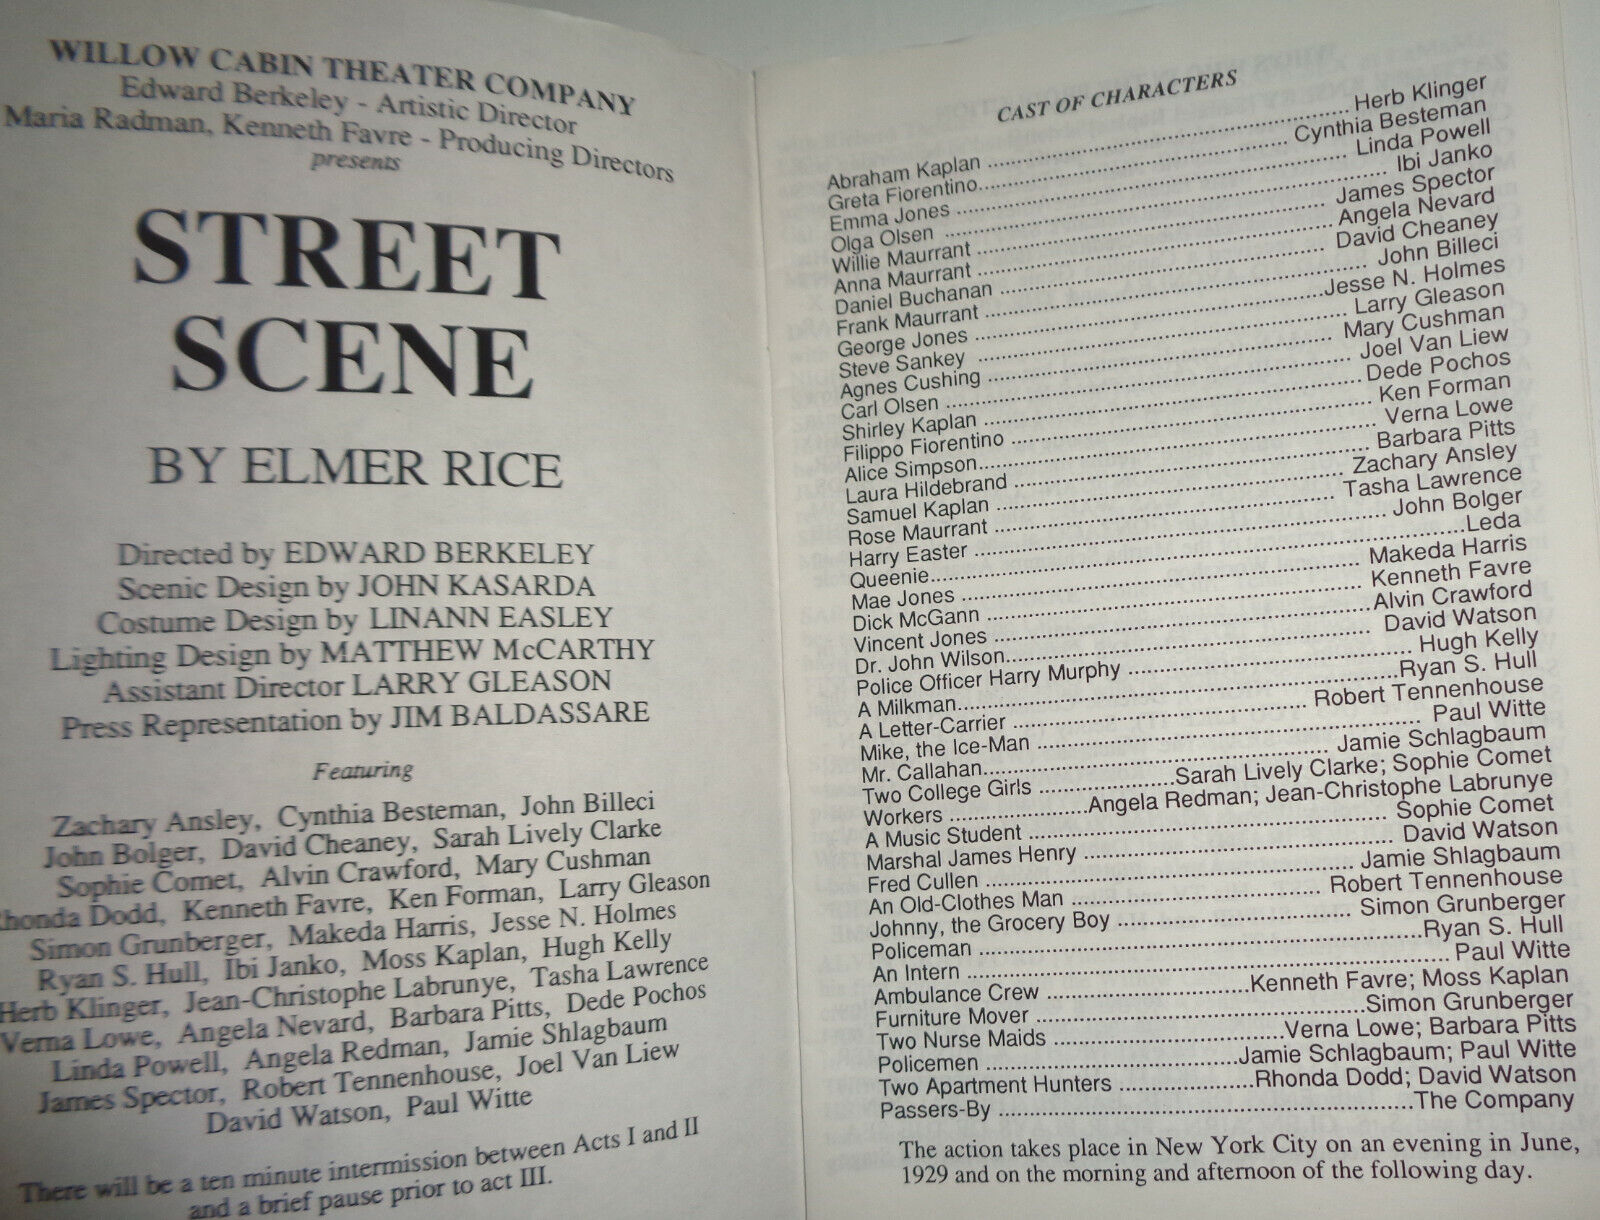 WILLOW CABIN THEATER COMPANY
Edward Berkeley - Artistic Director
Maria Radman, Kenneth Favre - Producing Directors
presents
STREET
SCENE
BY ELMER RICE
Directed by EDWARD BERKELEY
Scenic Design by JOHN KASARDA
Costume Design by LINANN EASLEY
Lighting Design by MATTHEW McCARTHY
Assistant Director LARRY GLEASON
Press Representation by JIM BALDASSARE
Featuring
Zachary Ansley, Cynthia Besteman, John Billeci
John Bolger, David Cheaney, Sarah Lively Clarke
Sophie Comet, Alvin Crawford, Mary Cushman
Rhonda Dodd, Kenneth Favre, Ken Forman, Larry Gleason
Simon Grunberger, Makeda Harris, Jesse N. Holmes
Ryan S. Hull, Ibi Janko, Moss Kaplan, Hugh Kelly
Herb Klinger, Jean-Christophe Labrunye, Tasha Lawrence
Verna Lowe, Angela Nevard, Barbara Pitts, Dede Pochos
Linda Powell, Angela Redman, Jamie Shlagbaum
James Spector, Robert Tennenhouse, Joel Van Liew
David Watson, Paul Witte
There will be a ten minute intermission between Acts I and II
and a brief pause prior to act III.
CAST OF CHARACTERS
Abraham Kaplan ... Herb Klinger
Greta Fiorentino ... Cynthia Besteman
Emma Jones ... Linda Powell
Olga Olsen ... Ibi Janko
Willie Maurrant ... James Spector
Anna Maurrant ... Angela Nevard
Daniel Buchanan ... David Cheaney
Frank Maurrant ... John Billeci
George Jones ... Jesse N. Holmes
Steve Sankey ... Larry Gleason
Agnes Cushing ... Mary Cushman
Carl Olsen ... Joel Van Liew
Shirley Kaplan ... Dede Pochos
Filippo Fiorentino ... Ken Forman
Alice Simpson ... Verna Lowe
Laura Hildebrand ... Barbara Pitts
Samuel Kaplan ... Zachary Ansley
Rose Maurrant ... Tasha Lawrence
Harry Easter ... John Bolger
Queenie ... Leda
Mae Jones ... Makeda Harris
Dick McGann ... Kenneth Favre
Vincent Jones ... Alvin Crawford
Dr. John Wilson ... David Watson
Police Officer Harry Murphy ... Hugh Kelly
A Milkman ... Ryan S. Hull
A Letter-Carrier ... Robert Tennenhouse
Mike, the Ice-Man ... Paul Witte
Mr. Callahan ... Jamie Schlagbaum
Two College Girls ... Sarah Lively Clarke; Sophie Comet
Workers ... Angela Redman; Jean-Christophe Labrunye
A Music Student ... Sophie Comet
Marshal James Henry ... David Watson
Fred Cullen ... Jamie Shlagbaum
An Old-Clothes Man ... Robert Tennenhouse
Johnny, the Grocery Boy ... Simon Grunberger
Policeman ... Ryan S. Hull
An Intern ... Paul Witte
Ambulance Crew ... Kenneth Favre; Moss Kaplan
Furniture Mover ... Simon Grunberger
Two Nurse Maids ... Verna Lowe; Barbara Pitts
Policemen ... Jamie Schlagbaum; Paul Witte
Two Apartment Hunters ... Rhonda Dodd; David Watson
Passers-By ... The Company
The action takes place in New York City on an evening in June,
1929 and on the morning and afternoon of the following day.